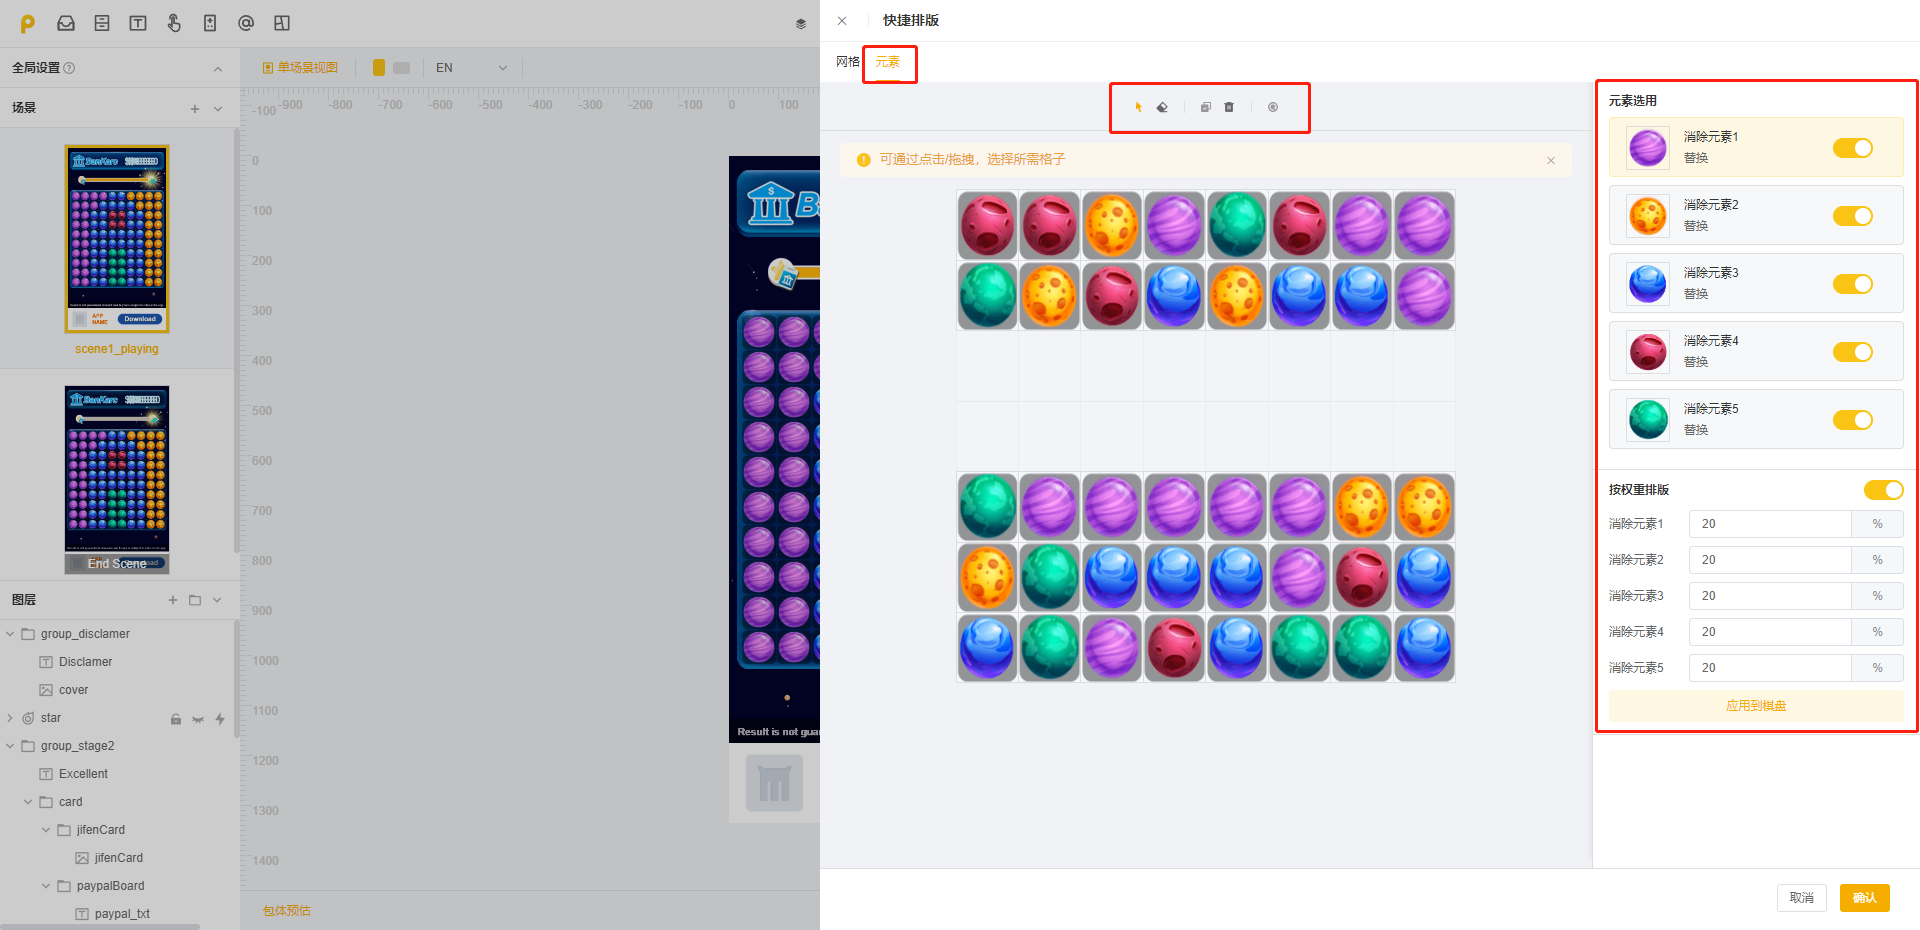 快捷排版
全局设置
单场景视图
EN
网格
元素
场景
-100
-900
-800
-700
-600
-500
-400
-300
-200
-100
0
100
元素选用
可通过点击/拖拽，选择所需格子
消除元素1
替换
消除元素2
替换
消除元素3
替换
消除元素4
替换
消除元素5
替换
0
100
200
300
400
500
600
700
800
900
1000
1100
1200
1300
1400
BanKarc
APP
NAME
Download
scene1_playing
BanKarc
End Scene
图层
group_disclamer
Disclamer
cover
star
group_stage2
Excellent
card
jifenCard
jifenCard
paypalBoard
paypal_txt
$
B
Result is not gua
包体预估
按权重排版
消除元素1
20
%
消除元素2
20
%
消除元素3
20
%
消除元素4
20
%
消除元素5
20
%
应用到棋盘
取消
确认